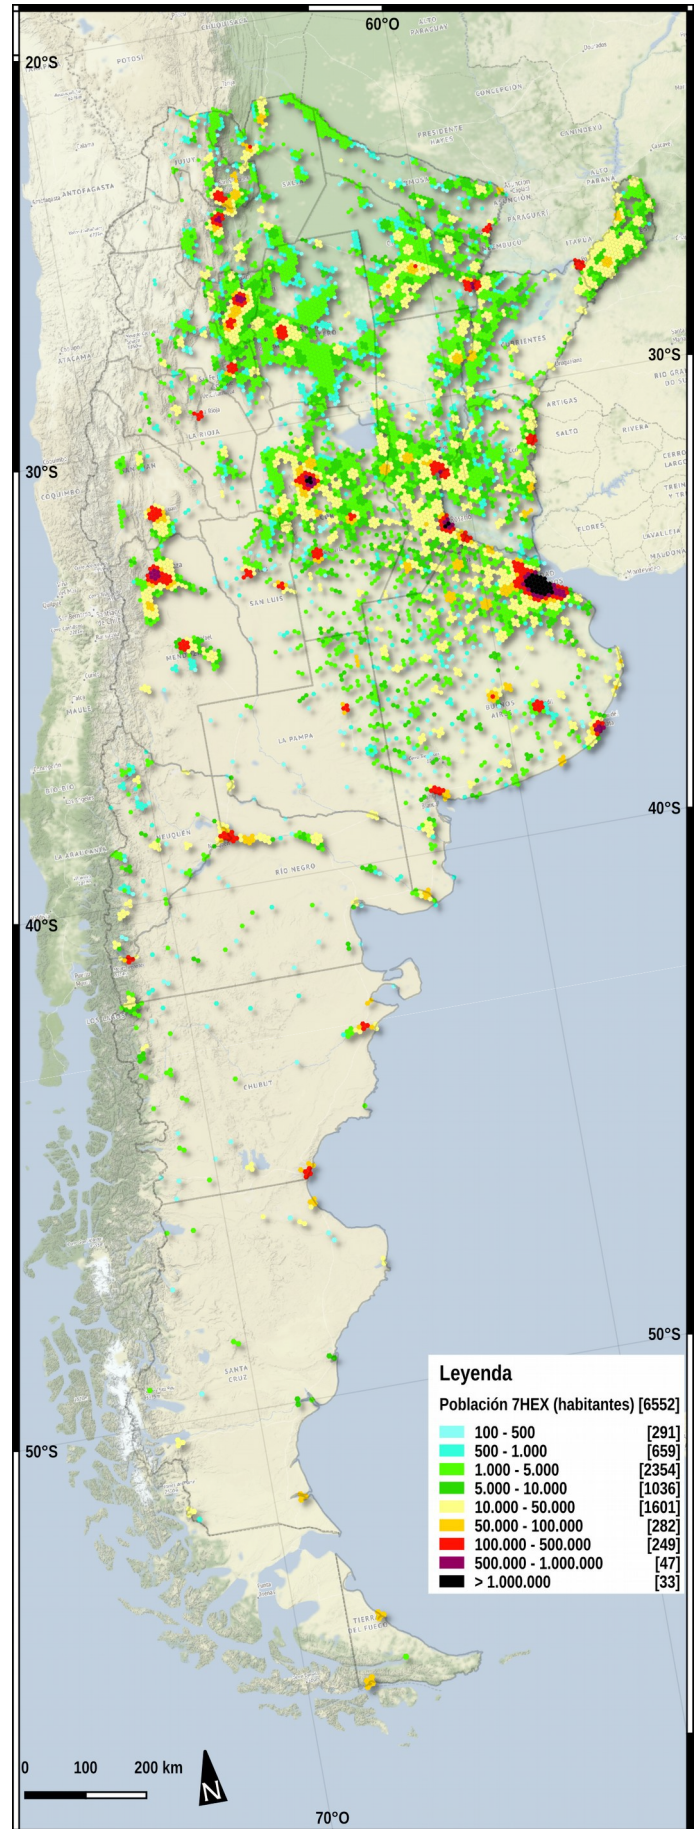 60°O
20°S
POTOSÍ
CHUQUISACA
ALTO
PARAGUAY
CONCEPCIÓN
PRESIDENTE
HAYES
CANINDEYÚ
ANTOFAGASTA
JUJUY
ALTO
PARANÁ
ASUNCIÓN
PARAGUARÍ
ITAPÚA
ATACAMA
30°S
CORRIENTES
ARTIGAS
SALTO
RIVERA
LA RIOJA
30°S
COQUIMBO
FLORES
LAVALLEJA
SAN LUIS
MAULE
LA PAMPA
BUENOS
AIRES
40°S
NEUQUÉN
LA ARAUCANÍA
RÍO NEGRO
40°S
CHUBUT
50°S
SANTA
CRUZ
50°S
Leyenda
Población 7HEX (habitantes) [6552]
100 - 500 [291]
500 - 1.000 [659]
1.000 - 5.000 [2354]
5.000 - 10.000 [1036]
10.000 - 50.000 [1601]
50.000 - 100.000 [282]
100.000 - 500.000 [249]
500.000 - 1.000.000 [47]
> 1.000.000 [33]
TIERRA
DEL FUEGO
0 100 200 km
N
70°O